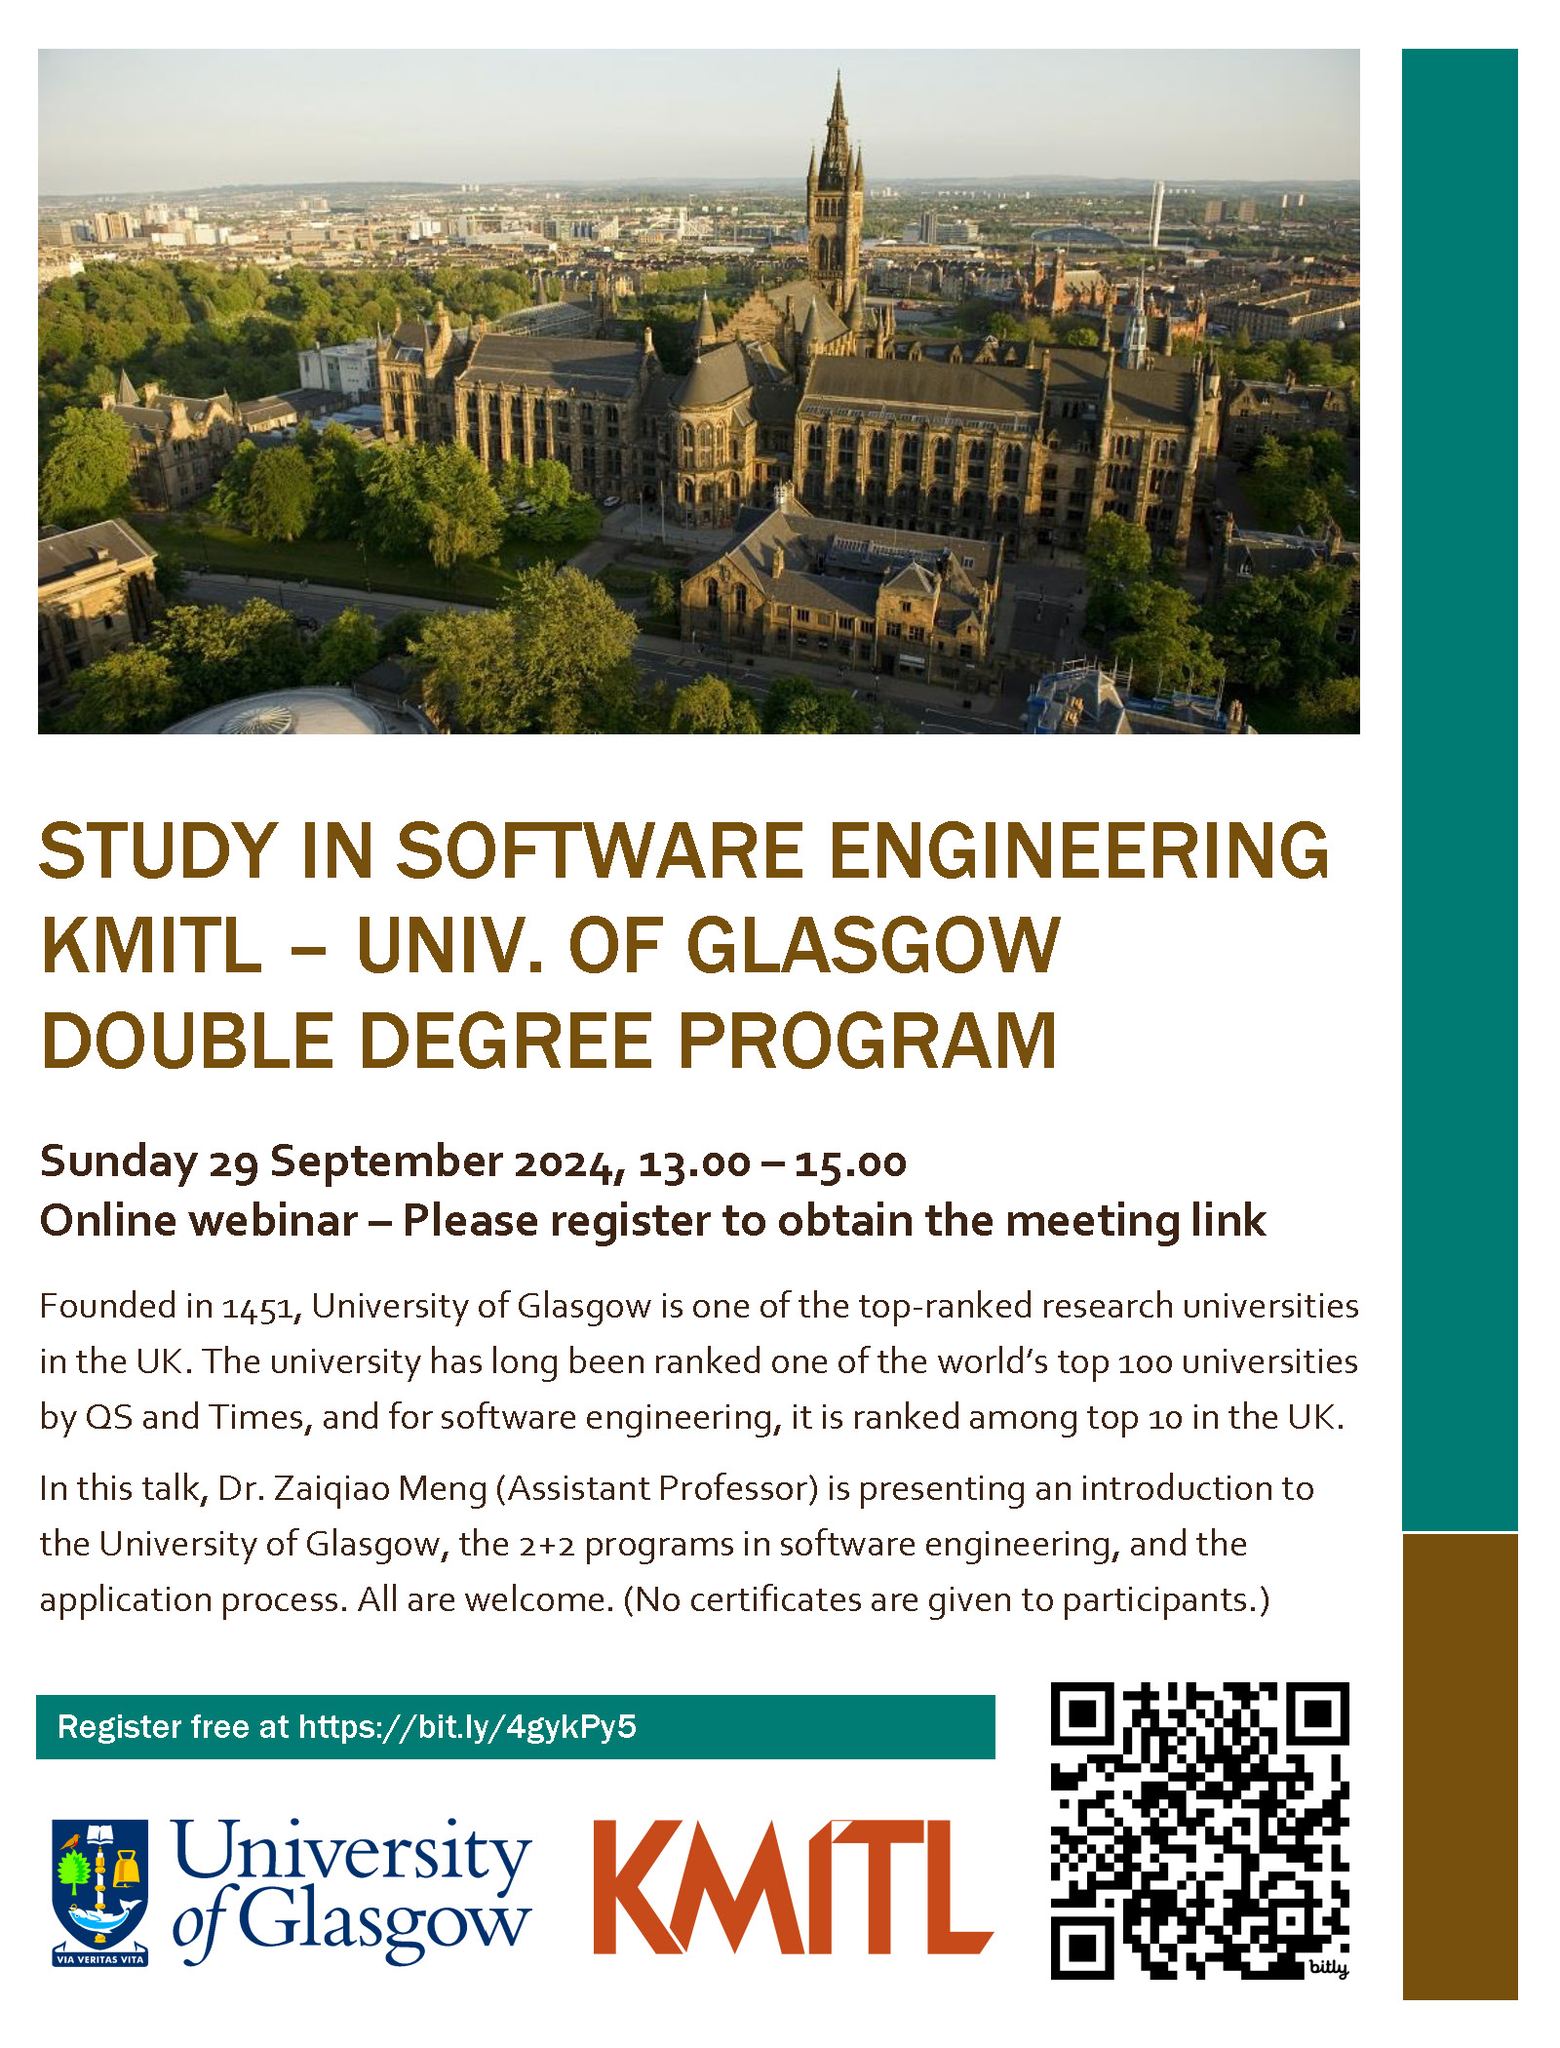 STUDY IN SOFTWARE ENGINEERING
KMITL – UNIV. OF GLASGOW
DOUBLE DEGREE PROGRAM
Sunday 29 September 2024, 13.00 – 15.00
Online webinar – Please register to obtain the meeting link
Founded in 1451, University of Glasgow is one of the top-ranked research universities
in the UK. The university has long been ranked one of the world's top 100 universities
by QS and Times, and for software engineering, it is ranked among top 10 in the UK.
In this talk, Dr. Zaiqiao Meng (Assistant Professor) is presenting an introduction to
the University of Glasgow, the 2+2 programs in software engineering, and the
application process. All are welcome. (No certificates are given to participants.)
Register free at https://bit.ly/4gykPy5
University
of Glasgow
VIA VERITAS VITA
KMITL
bitly